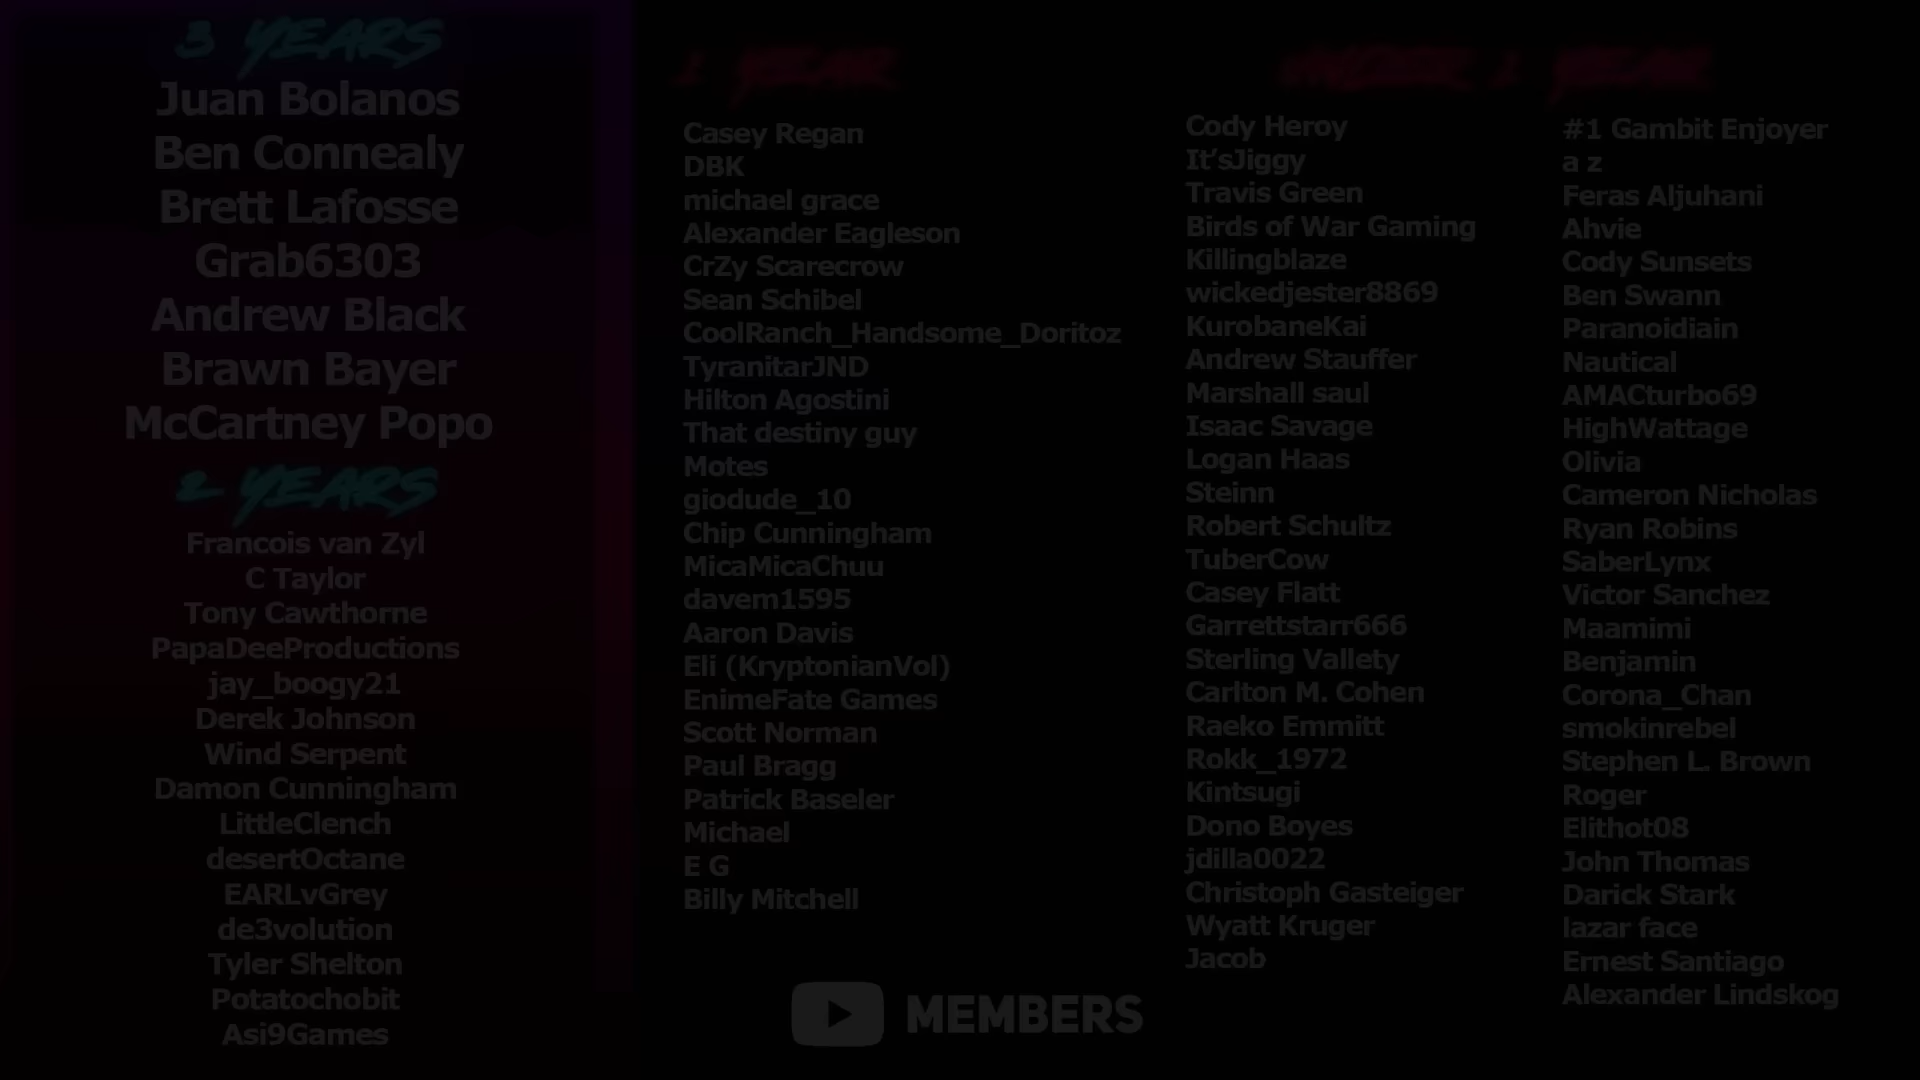 3 YEARS
Juan Bolanos
Ben Connealy
Brett Lafosse
Grab6303
Andrew Black
Brawn Bayer
McCartney Popo
2 YEARS
Francois van Zyl
C Taylor
Tony Cawthorne
PapaDeeProductions
jay_boogy21
Derek Johnson
Wind Serpent
Damon Cunningham
LittleClench
desertOctane
EARLvGrey
de3volution
Tyler Shelton
Potatochobit
Asi9Games
1 YEAR
Casey Regan
DBK
michael grace
Alexander Eagleson
CrZy Scarecrow
Sean Schibel
CoolRanch_Handsome_Doritoz
TyranitarJND
Hilton Agostini
That destiny guy
Motes
giodude_10
Chip Cunningham
MicaMicaChuu
davem1595
Aaron Davis
Eli (KryptonianVol)
EnimeFate Games
Scott Norman
Paul Bragg
Patrick Baseler
Michael
E G
Billy Mitchell
UNDER 1 YEAR
Cody Heroy
It’sJiggy
Travis Green
Birds of War Gaming
Killingblaze
wickedjester8869
KurobaneKai
Andrew Stauffer
Marshall saul
Isaac Savage
Logan Haas
Steinn
Robert Schultz
TuberCow
Casey Flatt
Garrettstarr666
Sterling Vallety
Carlton M. Cohen
Raeko Emmitt
Rokk_1972
Kintsugi
Dono Boyes
jdilla0022
Christoph Gasteiger
Wyatt Kruger
Jacob
#1 Gambit Enjoyer
a z
Feras Aljuhani
Ahvie
Cody Sunsets
Ben Swann
Paranoidiain
Nautical
AMACturbo69
HighWattage
Olivia
Cameron Nicholas
Ryan Robins
SaberLynx
Victor Sanchez
Maamimi
Benjamin
Corona_Chan
smokinrebel
Stephen L. Brown
Roger
Elithot08
John Thomas
Darick Stark
lazar face
Ernest Santiago
Alexander Lindskog
MEMBERS